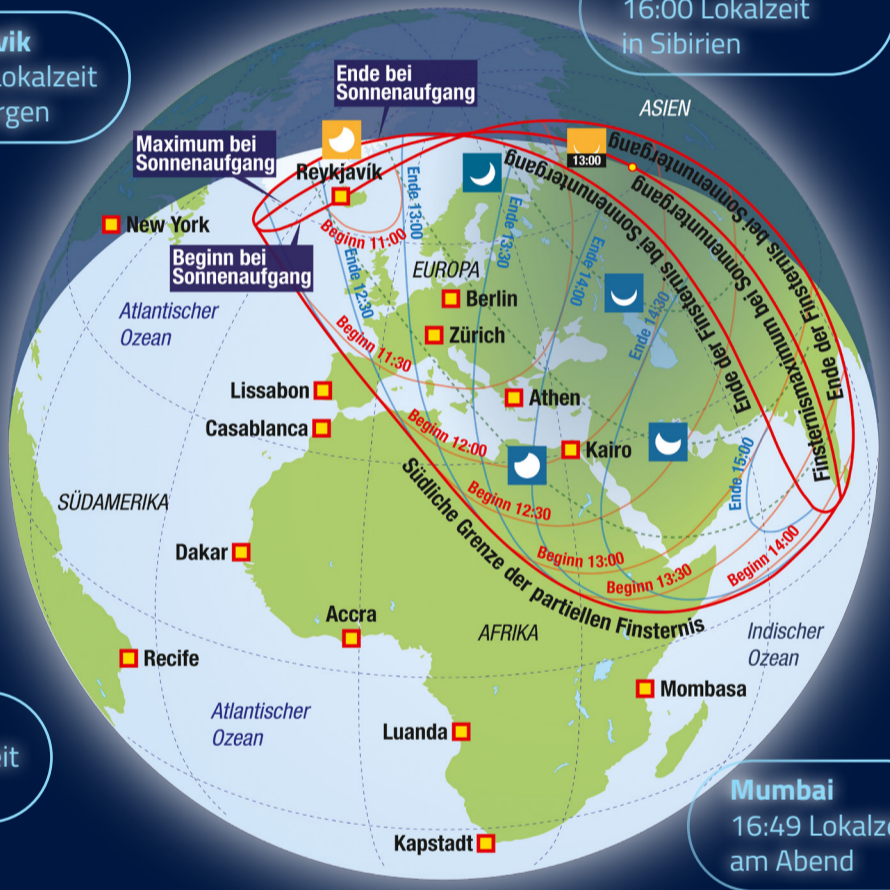 16:00 Lokalzeit
in Sibirien
vik
Lokalzeit
rgen
Ende bei
Sonnenaufgang
ASIEN
Maximum bei
Sonnenaufgang
Reykjavík
13:00
New York
Beginn bei
Sonnenaufgang
Beginn 11:00
Ende 12:30
Ende 13:00
Ende 13:30
Ende 14:00
Ende 14:30
Ende 15:00
Ende der Finsternis bei Sonnenuntergang
Finsternismaximum bei Sonnenuntergang
Ende der Finsternis bei Sonnenuntergang
EUROPA
Berlin
Zürich
Atlantischer
Ozean
Beginn 11:30
Lissabon
Athen
Casablanca
Beginn 12:00
Kairo
Südliche Grenze der partiellen Finsternis
Beginn 12:30
Beginn 13:00
Beginn 13:30
Beginn 14:00
SÜDAMERIKA
Dakar
Accra
AFRIKA
Indischer
Ozean
Recife
Mombasa
Atlantischer
Ozean
Luanda
eit
Kapstadt
Mumbai
16:49 Lokalze
am Abend